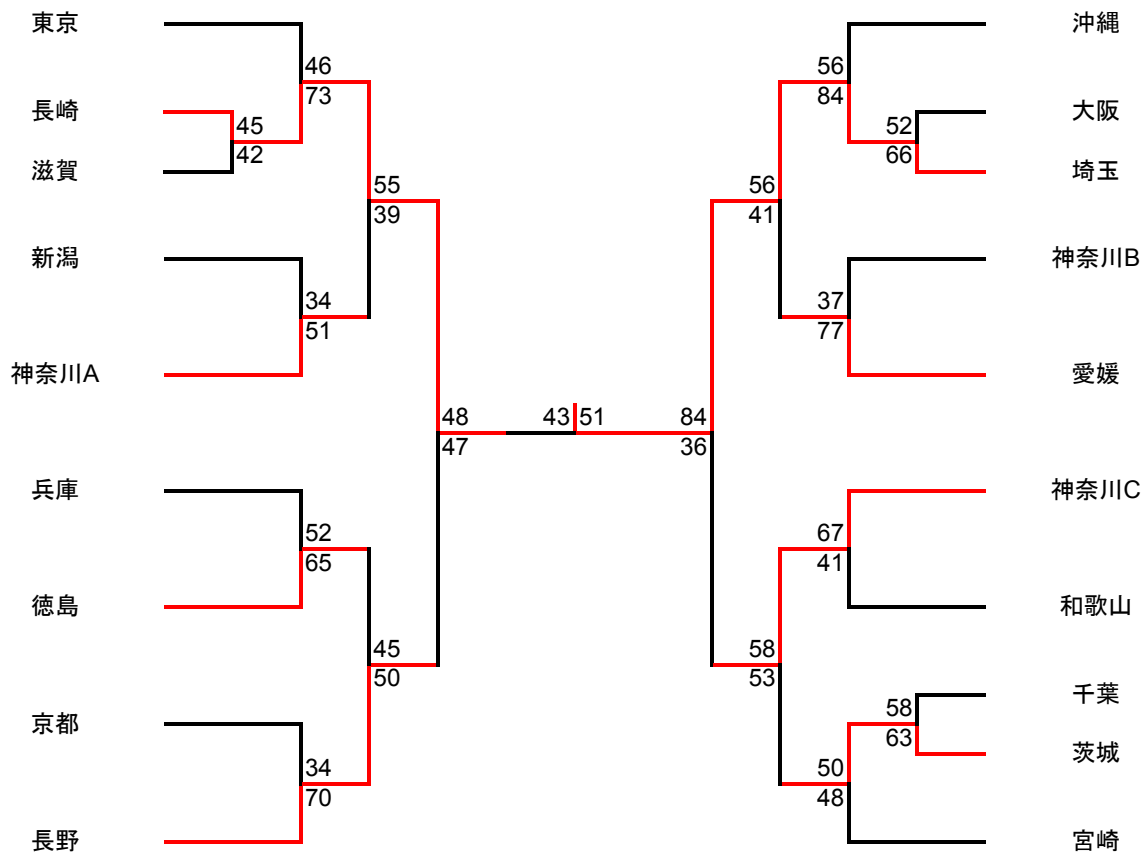 東京
沖縄
46
73
56
84
長崎
大阪
45
42
52
66
滋賀
埼玉
55
39
56
41
新潟
神奈川B
34
51
37
77
神奈川A
愛媛
48
47
43 51
84
36
兵庫
神奈川C
52
65
67
41
徳島
和歌山
45
50
58
53
千葉
京都
58
63
茨城
34
70
50
48
長野
宮崎